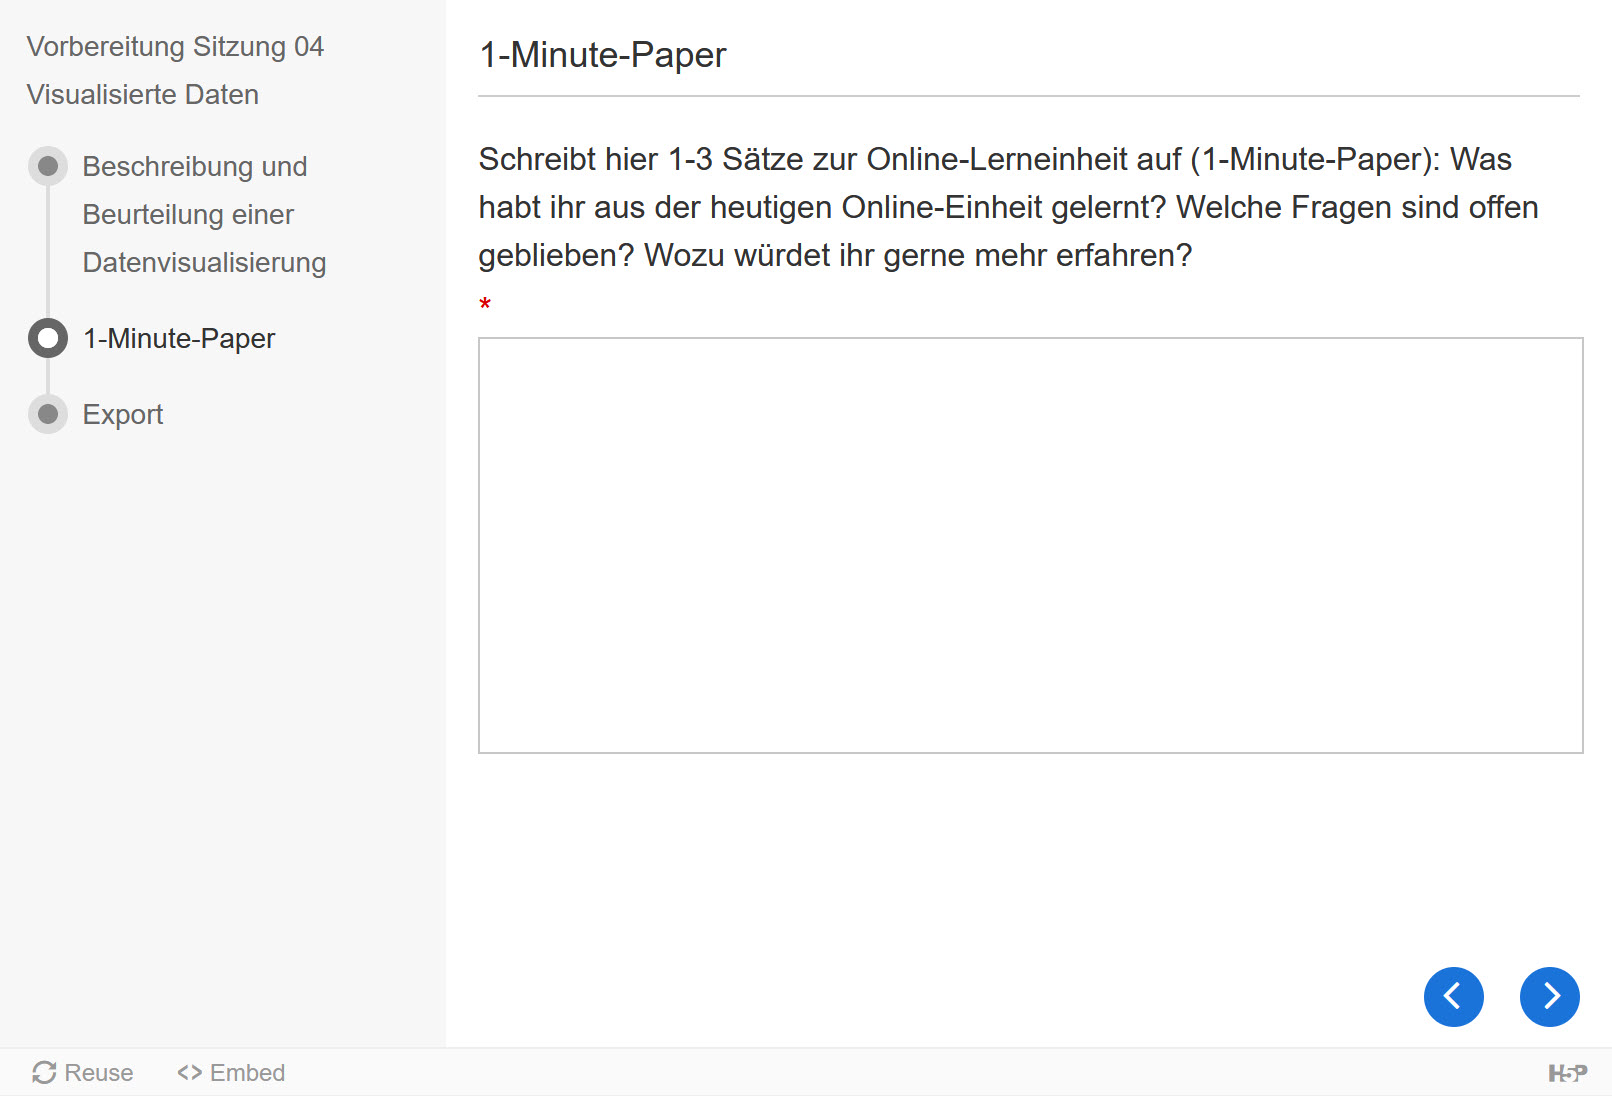 Vorbereitung Sitzung 04
Visualisierte Daten
Beschreibung und
Beurteilung einer
Datenvisualisierung
1-Minute-Paper
Export
1-Minute-Paper
Schreibt hier 1-3 Sätze zur Online-Lerneinheit auf (1-Minute-Paper): Was
habt ihr aus der heutigen Online-Einheit gelernt? Welche Fragen sind offen
geblieben? Wozu würdet ihr gerne mehr erfahren?
*
Reuse
<> Embed
H5P